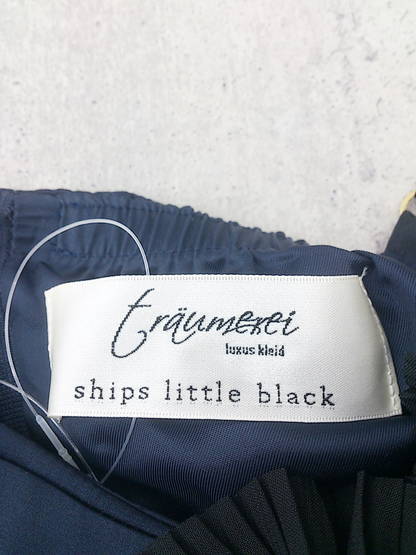 träumerei
luxus kleid
ships little black